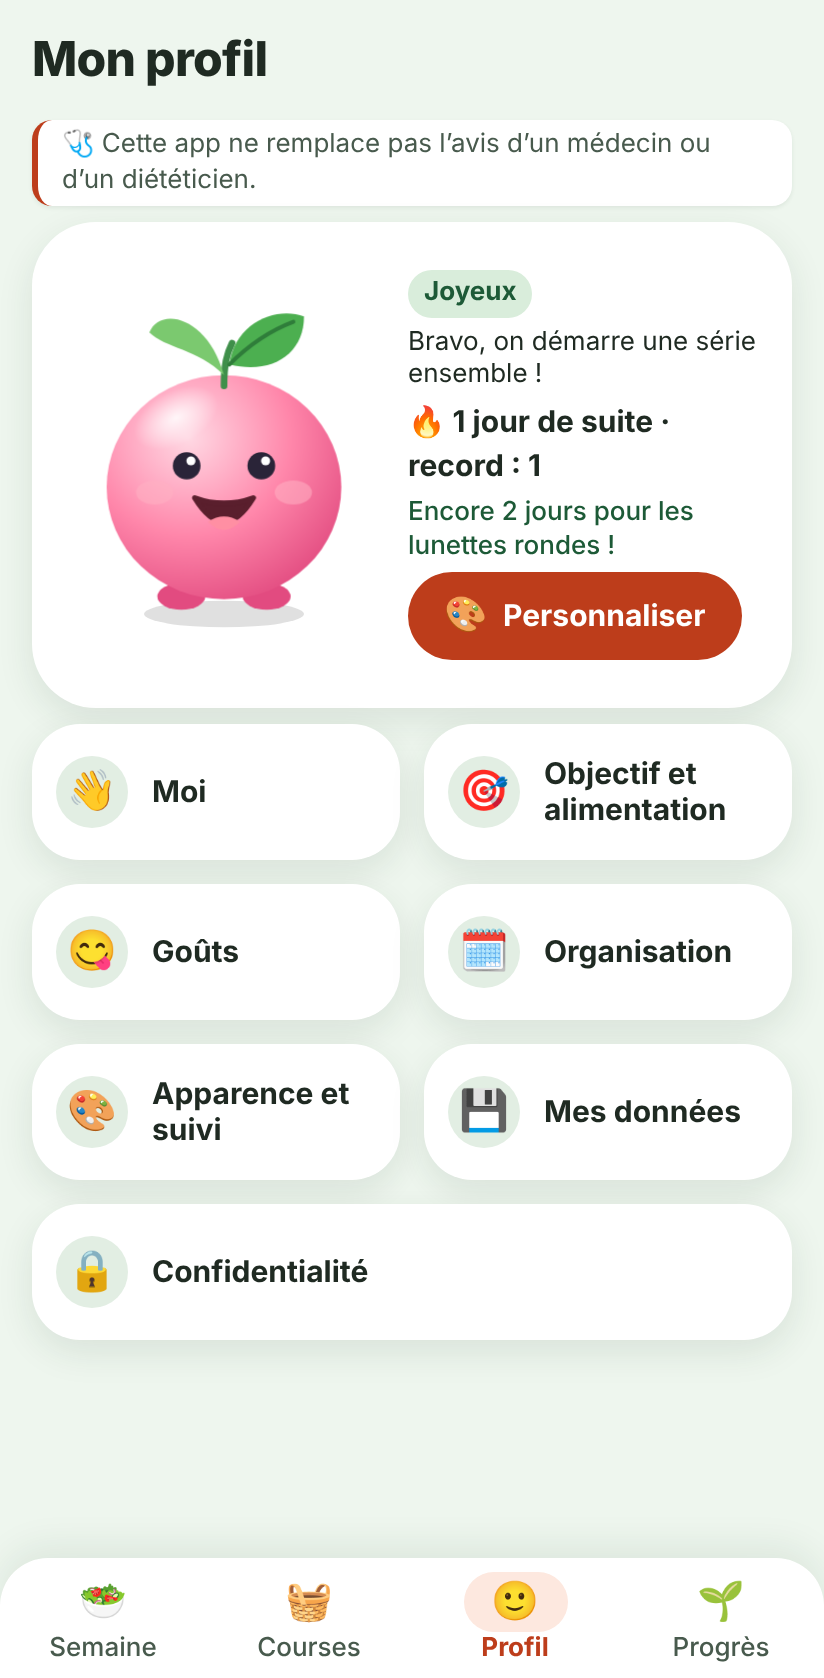 Mon profil
🩺 Cette app ne remplace pas l’avis d’un médecin ou
d’un diététicien.
Joyeux
Bravo, on démarre une série
ensemble !
🔥 1 jour de suite ·
record : 1
Encore 2 jours pour les
lunettes rondes !
🎨 Personnaliser
👋 Moi
🎯 Objectif et
alimentation
😋 Goûts
🗓️ Organisation
🎨 Apparence et
suivi
💾 Mes données
🔒 Confidentialité
Semaine
Courses
Profil
Progrès